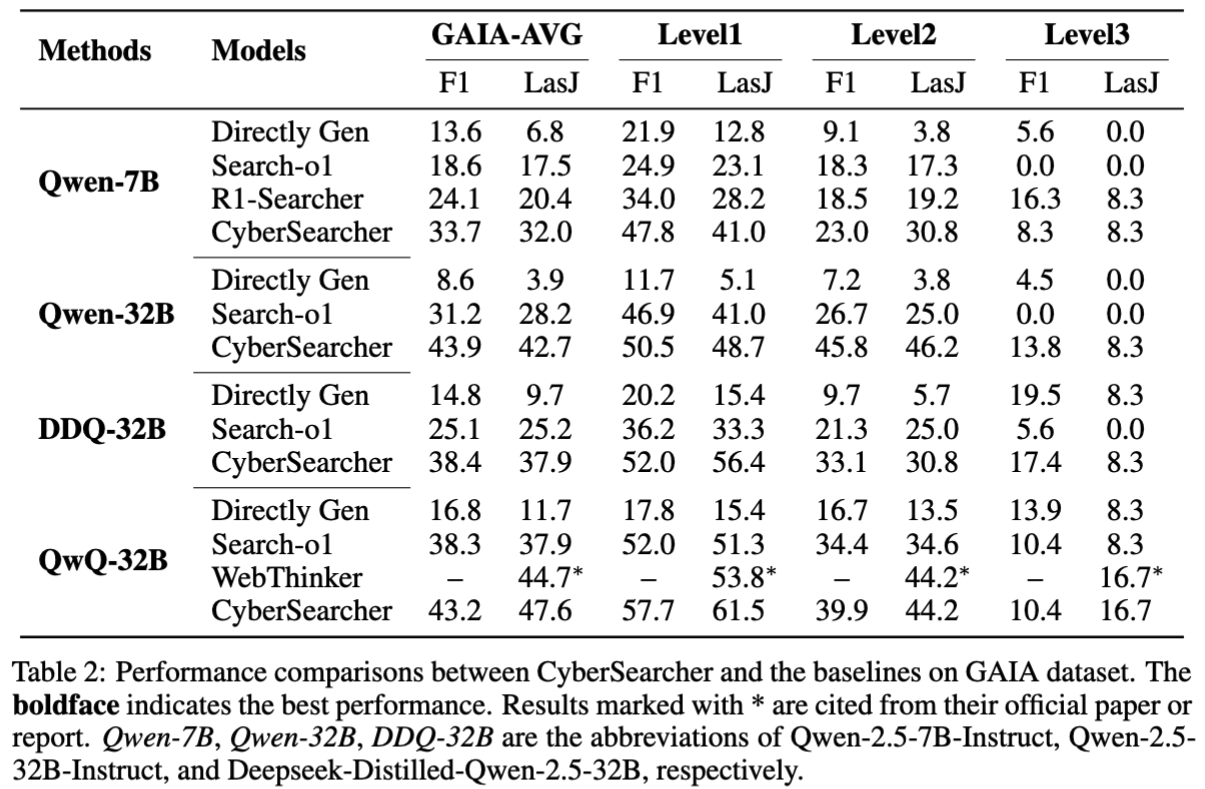 Methods Models GAIA-AVG Level1 Level2 Level3
F1 LasJ F1 LasJ F1 LasJ F1 LasJ
Qwen-7B
Directly Gen 13.6 6.8 21.9 12.8 9.1 3.8 5.6 0.0
Search-o1 18.6 17.5 24.9 23.1 18.3 17.3 0.0 0.0
R1-Searcher 24.1 20.4 34.0 28.2 18.5 19.2 16.3 8.3
CyberSearcher 33.7 32.0 47.8 41.0 23.0 30.8 8.3 8.3
Qwen-32B
Directly Gen 8.6 3.9 11.7 5.1 7.2 3.8 4.5 0.0
Search-o1 31.2 28.2 46.9 41.0 26.7 25.0 0.0 0.0
CyberSearcher 43.9 42.7 50.5 48.7 45.8 46.2 13.8 8.3
DDQ-32B
Directly Gen 14.8 9.7 20.2 15.4 9.7 5.7 19.5 8.3
Search-o1 25.1 25.2 36.2 33.3 21.3 25.0 5.6 0.0
CyberSearcher 38.4 37.9 52.0 56.4 33.1 30.8 17.4 8.3
QwQ-32B
Directly Gen 16.8 11.7 17.8 15.4 16.7 13.5 13.9 8.3
Search-o1 38.3 37.9 52.0 51.3 34.4 34.6 10.4 8.3
WebThinker – 44.7* – 53.8* – 44.2* – 16.7*
CyberSearcher 43.2 47.6 57.7 61.5 39.9 44.2 10.4 16.7
Table 2: Performance comparisons between CyberSearcher and the baselines on GAIA dataset. The
boldface indicates the best performance. Results marked with * are cited from their official paper or
report. Qwen-7B, Qwen-32B, DDQ-32B are the abbreviations of Qwen-2.5-7B-Instruct, Qwen-2.5-
32B-Instruct, and Deepseek-Distilled-Qwen-2.5-32B, respectively.